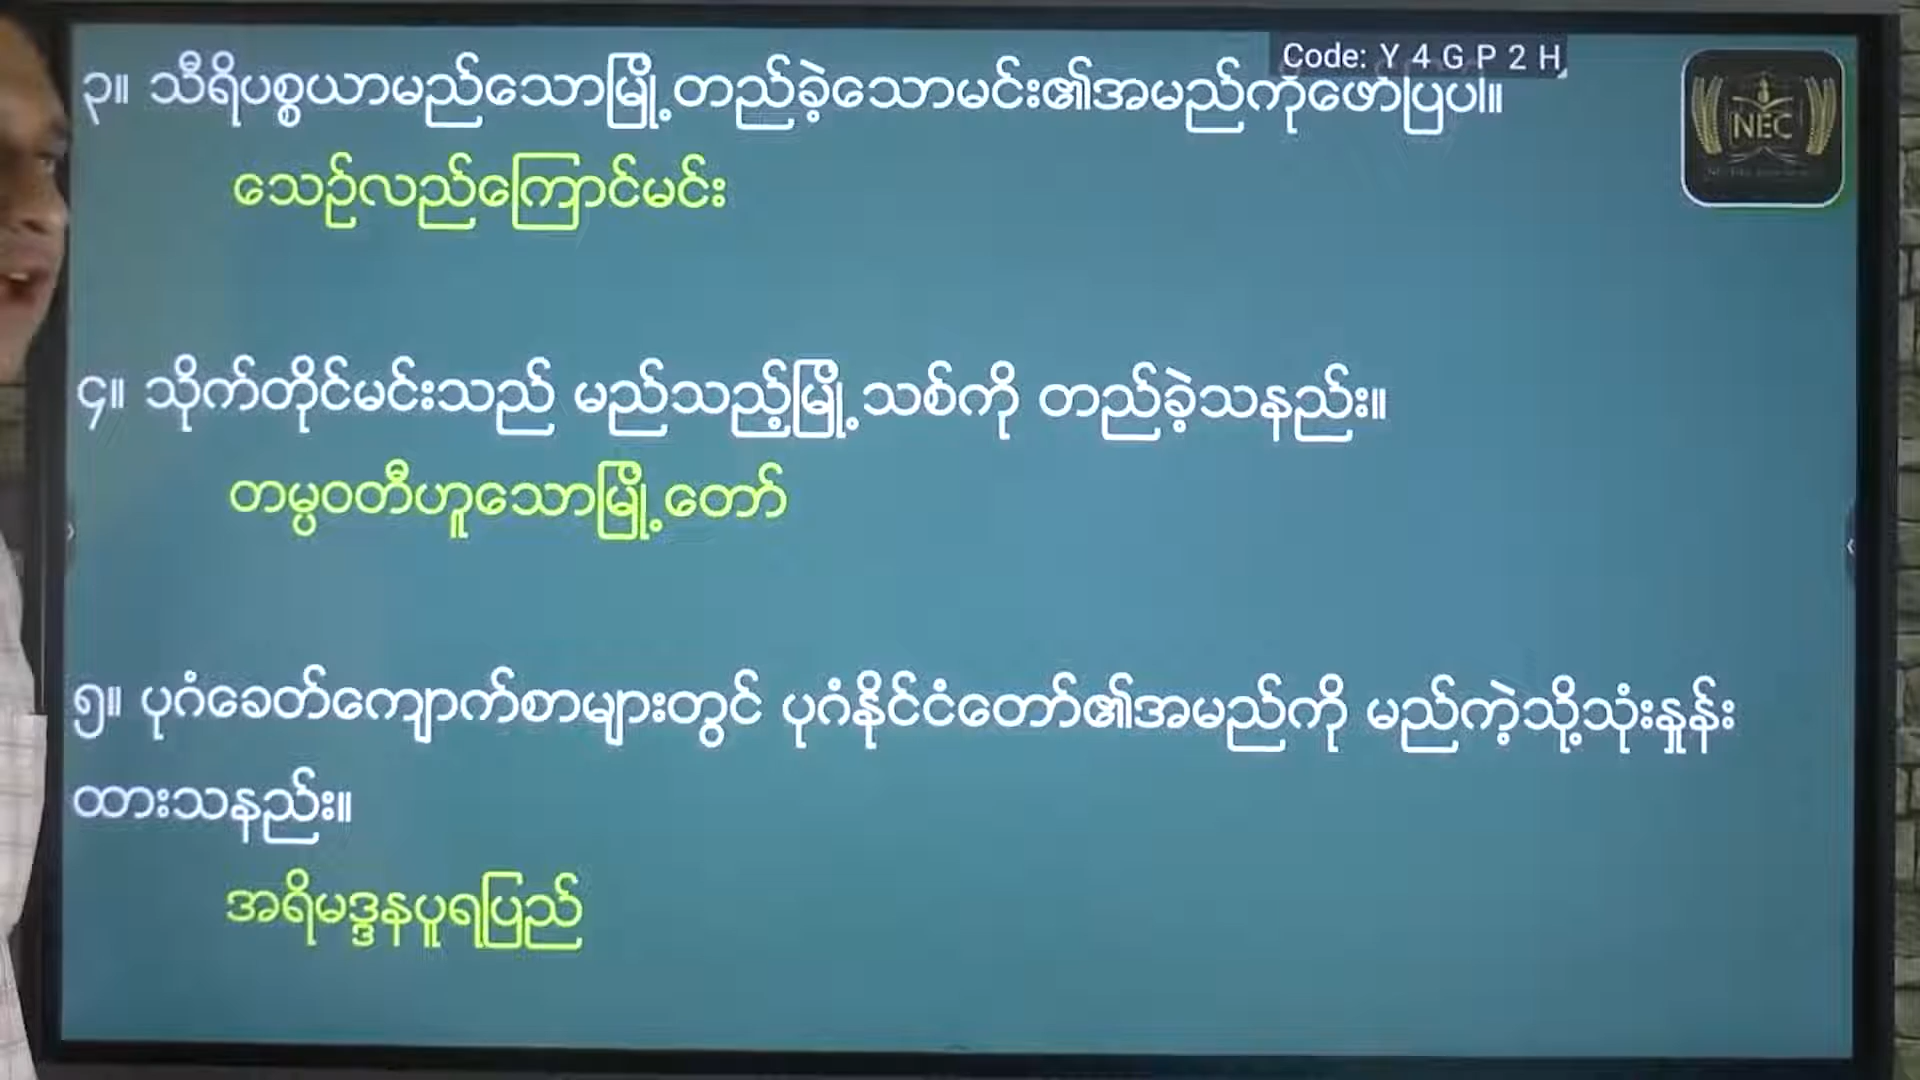 Code: Y 4 G P 2 H
၃။ သီရိပစ္စယာမည်သောမြို့တည်ခဲ့သောမင်း၏အမည်ကိုဖော်ပြပါ။
NEC
သေဉ်လည်ကြောင်မင်း
၄။ သိုက်တိုင်မင်းသည် မည်သည့်မြို့သစ်ကို တည်ခဲ့သနည်း။
တမ္ပဝတီဟူသောမြို့တော်
၅။ ပုဂံခေတ်ကျောက်စာများတွင် ပုဂံနိုင်ငံတော်၏အမည်ကို မည်ကဲ့သို့သုံးနှုန်း
ထားသနည်း။
အရိမဒ္ဒနပူရပြည်